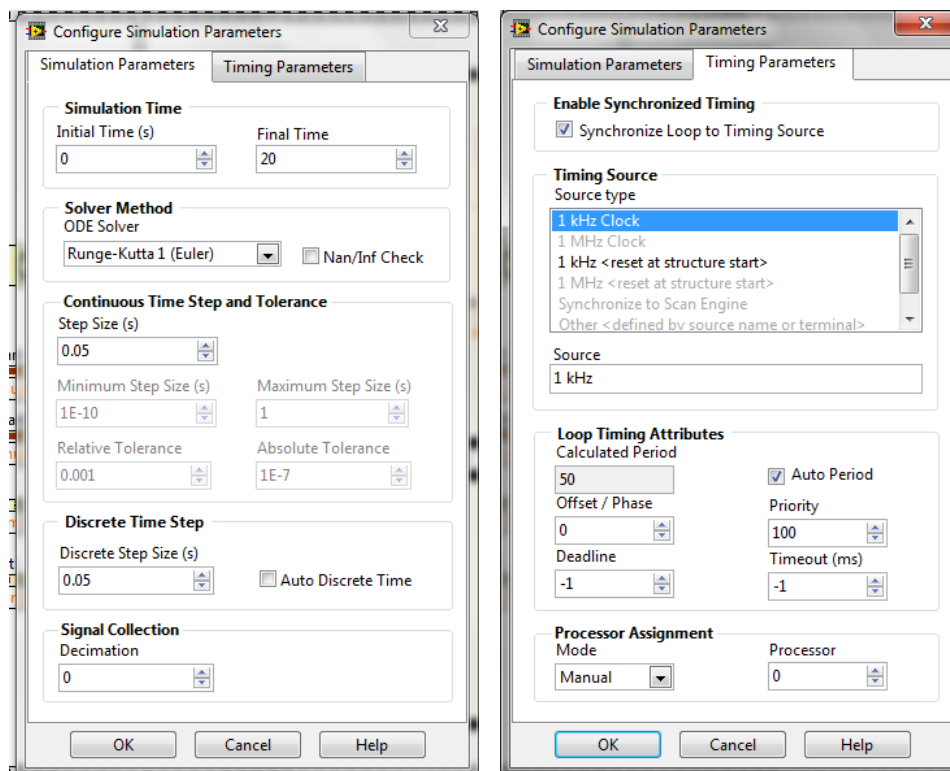 Configure Simulation Parameters
Simulation Parameters
Timing Parameters
Simulation Time
Initial Time (s)
Final Time
0
20
Solver Method
ODE Solver
Runge-Kutta 1 (Euler)
Nan/Inf Check
Continuous Time Step and Tolerance
Step Size (s)
0.05
Minimum Step Size (s)
Maximum Step Size (s)
1E-10
1
Relative Tolerance
Absolute Tolerance
0.001
1E-7
Discrete Time Step
Discrete Step Size (s)
0.05
Auto Discrete Time
Signal Collection
Decimation
0
OK
Cancel
Help
Configure Simulation Parameters
Simulation Parameters
Timing Parameters
Enable Synchronized Timing
Synchronize Loop to Timing Source
Timing Source
Source type
1 kHz Clock
1 MHz Clock
1 kHz <reset at structure start>
1 MHz <reset at structure start>
Synchronize to Scan Engine
Other <defined by source name or terminal>
Source
1 kHz
Loop Timing Attributes
Calculated Period
50
Auto Period
Offset / Phase
Priority
0
100
Deadline
Timeout (ms)
-1
-1
Processor Assignment
Mode
Processor
Manual
0
OK
Cancel
Help